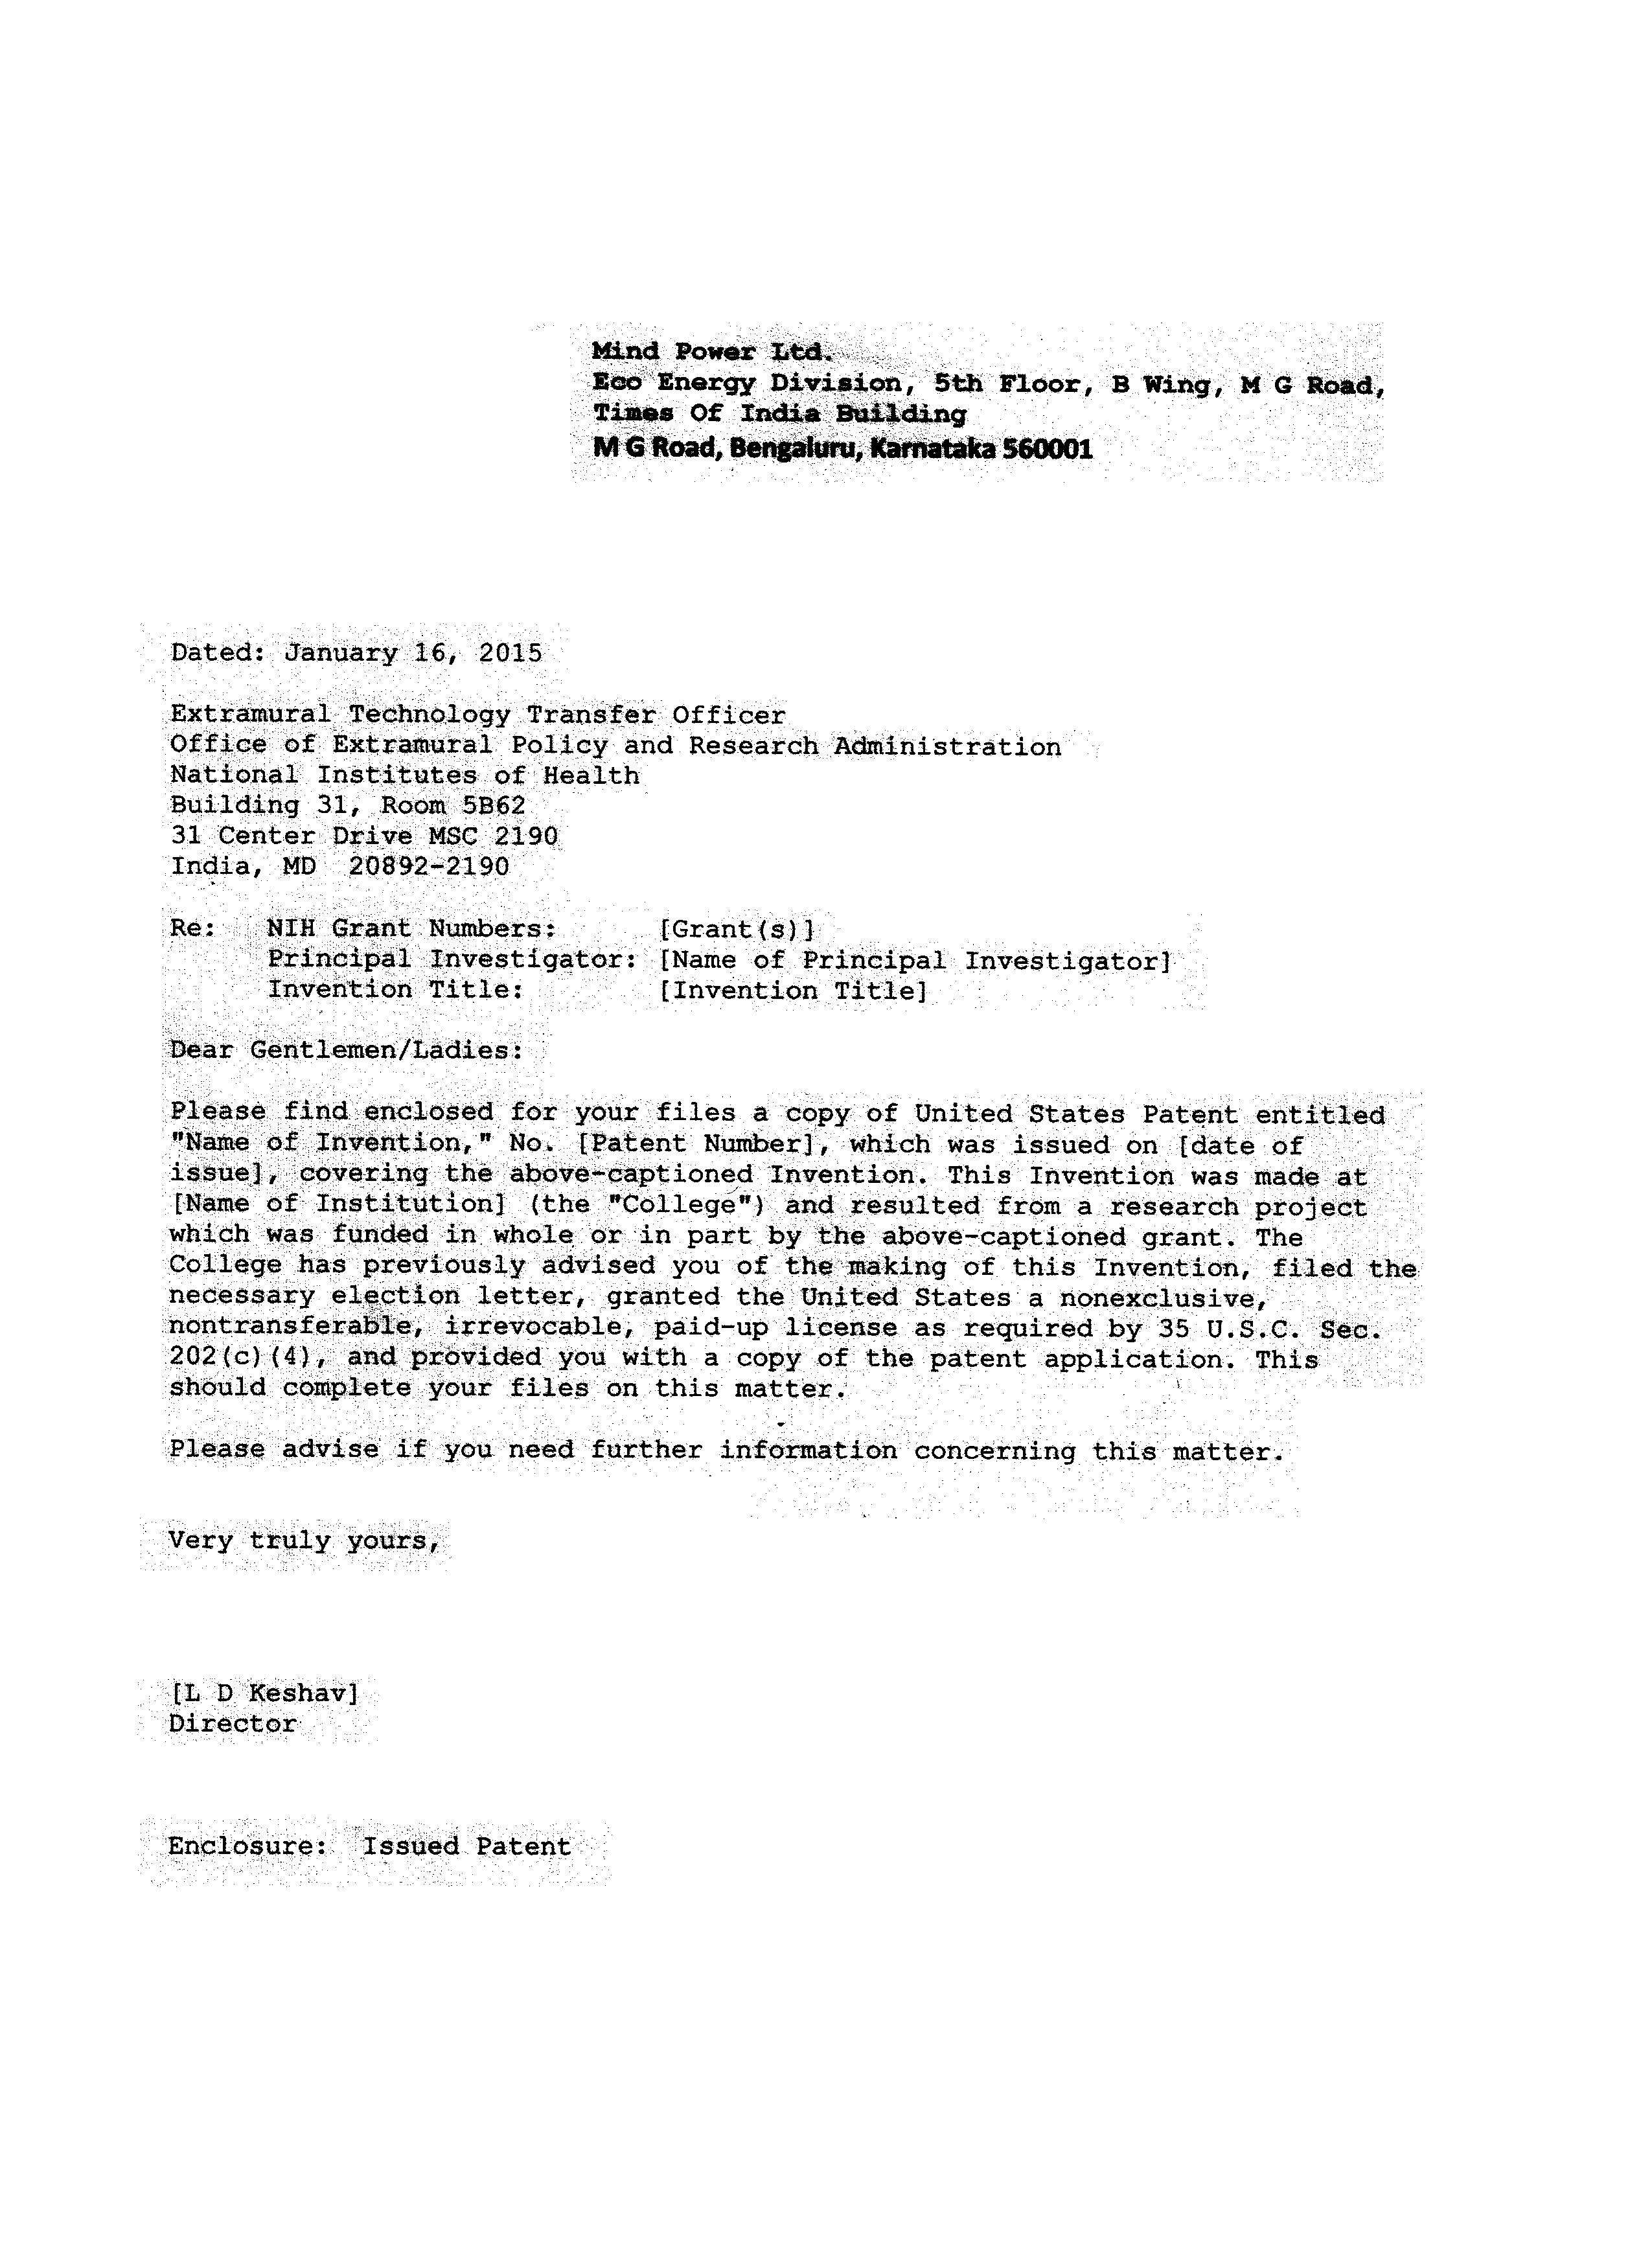 Mind Power Ltd.
Eco Energy Division, 5th Floor, B Wing, M G Road,
Times Of India Building
M G Road, Bengaluru, Karnataka 560001
Dated: January 16, 2015
Extramural Technology Transfer Officer
Office of Extramural Policy and Research Administration
National Institutes of Health
Building 31, Room 5B62
31 Center Drive MSC 2190
India, MD 20892-2190
Re: NIH Grant Numbers: [Grant(s)]
Principal Investigator: [Name of Principal Investigator]
Invention Title: [Invention Title]
Dear Gentlemen/Ladies:
Please find enclosed for your files a copy of United States Patent entitled
"Name of Invention," No. [Patent Number], which was issued on [date of
issue], covering the above-captioned Invention. This Invention was made at
[Name of Institution] (the "College") and resulted from a research project
which was funded in whole or in part by the above-captioned grant. The
College has previously advised you of the making of this Invention, filed the
necessary election letter, granted the United States a nonexclusive,
nontransferable, irrevocable, paid-up license as required by 35 U.S.C. Sec.
202(c)(4), and provided you with a copy of the patent application. This
should complete your files on this matter.
Please advise if you need further information concerning this matter.
Very truly yours,
[L D Keshav]
Director
Enclosure: Issued Patent